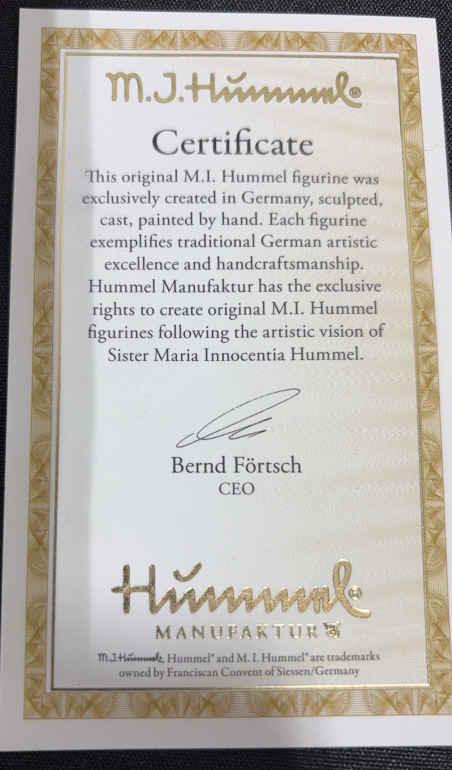 M.J.Hummel®
Certificate
This original M.I. Hummel figurine was
exclusively created in Germany, sculpted,
cast, painted by hand. Each figurine
exemplifies traditional German artistic
excellence and handcraftsmanship.
Hummel Manufaktur has the exclusive
rights to create original M.I. Hummel
figurines following the artistic vision of
Sister Maria Innocentia Hummel.
Bernd Förtsch
CEO
Hummel®
MANUFAKTUR
M.J.Hummel, Hummel® and M. I. Hummel® are trademarks
owned by Franciscan Convent of Siessen/Germany